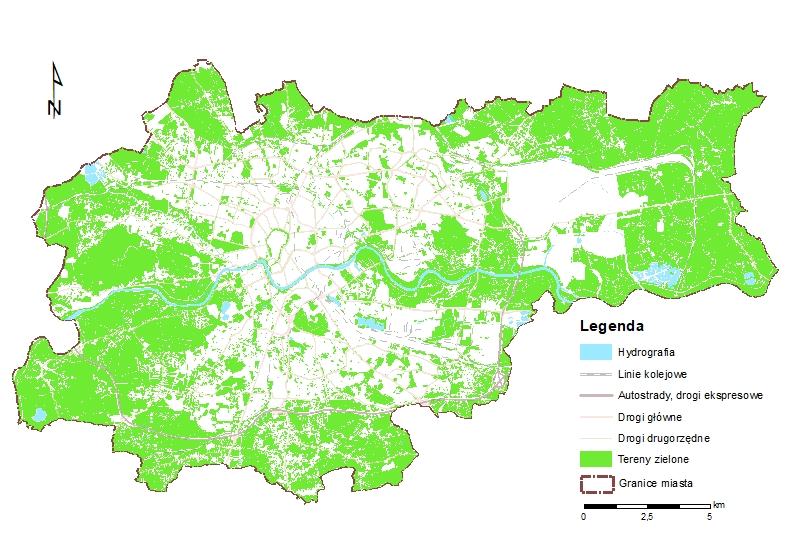 N
Legenda
Hydrografia
Linie kolejowe
Autostrady, drogi ekspresowe
Drogi główne
Drogi drugorzędne
Tereny zielone
Granice miasta
km
0 2,5 5